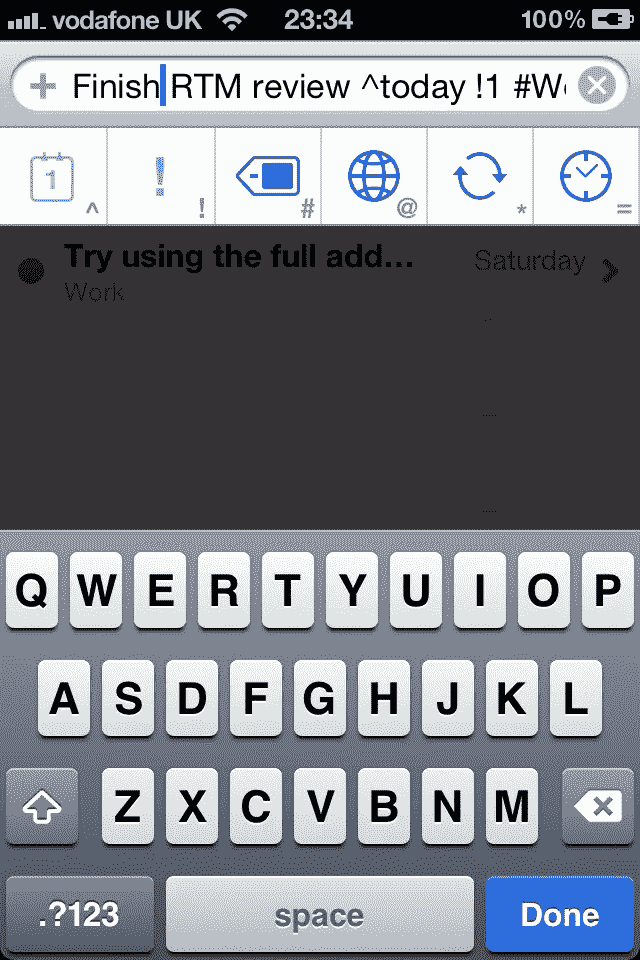 vodafone UK 23:34 100%
Finish RTM review ^today !1 #We
1 ^ ! ! # @ * =
Try using the full add... Saturday
Work
Q W E R T Y U I O P
A S D F G H J K L
Z X C V B N M
.?123 space Done